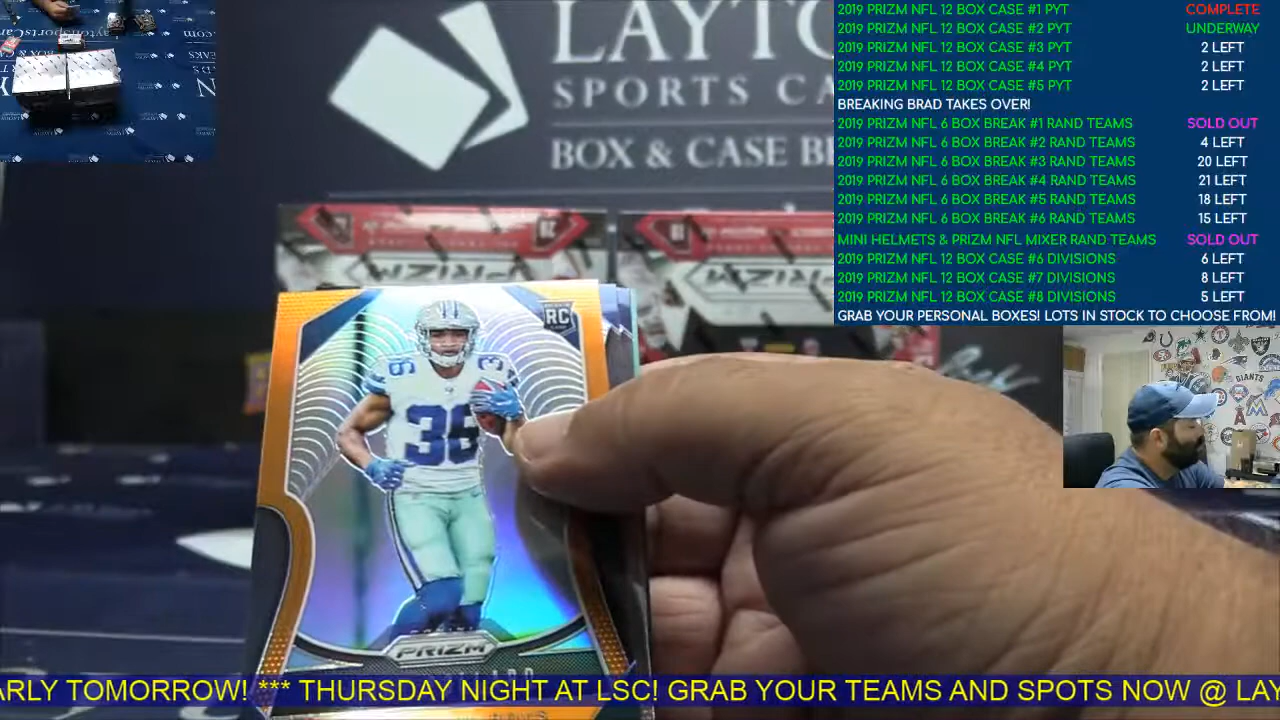 2019 PRIZM NFL 12 BOX CASE #1 PYT COMPLETE
2019 PRIZM NFL 12 BOX CASE #2 PYT UNDERWAY
2019 PRIZM NFL 12 BOX CASE #3 PYT 2 LEFT
2019 PRIZM NFL 12 BOX CASE #4 PYT 2 LEFT
2019 PRIZM NFL 12 BOX CASE #5 PYT 2 LEFT
BREAKING BRAD TAKES OVER!
2019 PRIZM NFL 6 BOX BREAK #1 RAND TEAMS SOLD OUT
2019 PRIZM NFL 6 BOX BREAK #2 RAND TEAMS 4 LEFT
2019 PRIZM NFL 6 BOX BREAK #3 RAND TEAMS 20 LEFT
2019 PRIZM NFL 6 BOX BREAK #4 RAND TEAMS 21 LEFT
2019 PRIZM NFL 6 BOX BREAK #5 RAND TEAMS 18 LEFT
2019 PRIZM NFL 6 BOX BREAK #6 RAND TEAMS 15 LEFT
MINI HELMETS & PRIZM NFL MIXER RAND TEAMS SOLD OUT
2019 PRIZM NFL 12 BOX CASE #6 DIVISIONS 6 LEFT
2019 PRIZM NFL 12 BOX CASE #7 DIVISIONS 8 LEFT
2019 PRIZM NFL 12 BOX CASE #8 DIVISIONS 5 LEFT
GRAB YOUR PERSONAL BOXES! LOTS IN STOCK TO CHOOSE FROM!
LAYTO
SPORTS CA
BOX & CASE BR
PRIZM
PRIZM
RC
36
36
3
PANINI
PRIZM
GIANTS
ARLY TOMORROW! *** THURSDAY NIGHT AT LSC! GRAB YOUR TEAMS AND SPOTS NOW @ LAY